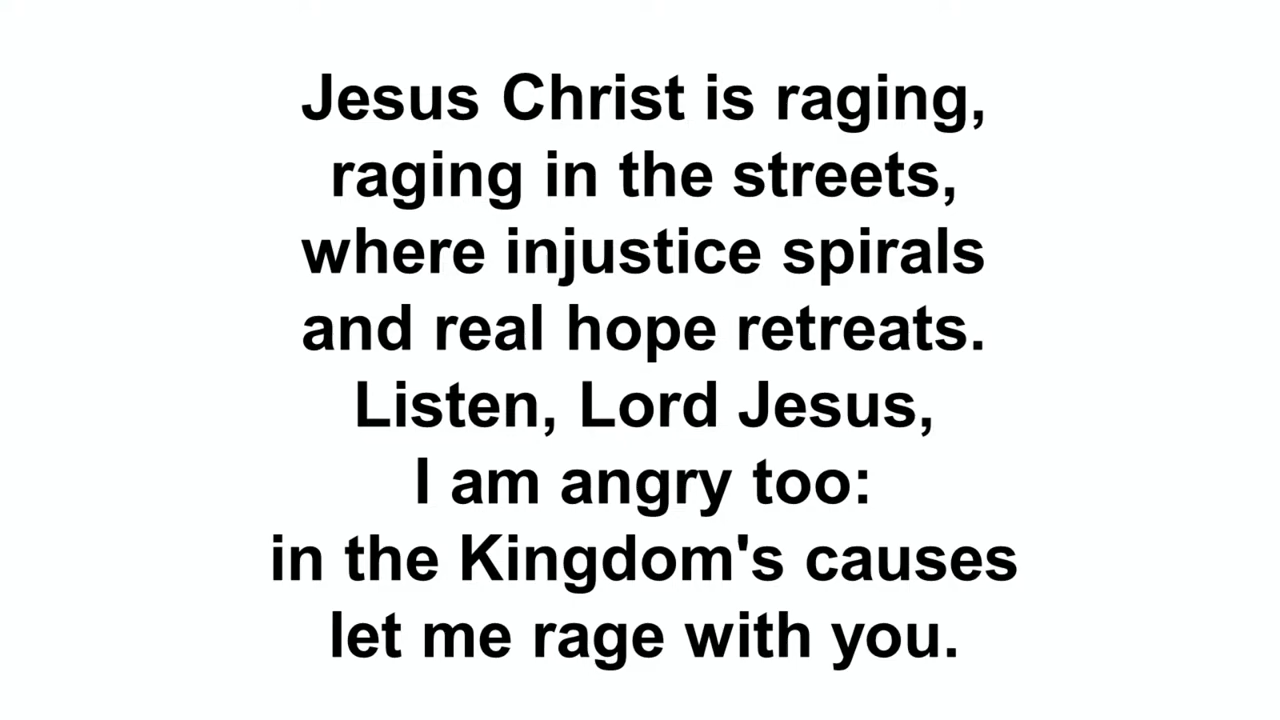 Jesus Christ is raging,
raging in the streets,
where injustice spirals
and real hope retreats.
Listen, Lord Jesus,
I am angry too:
in the Kingdom's causes
let me rage with you.